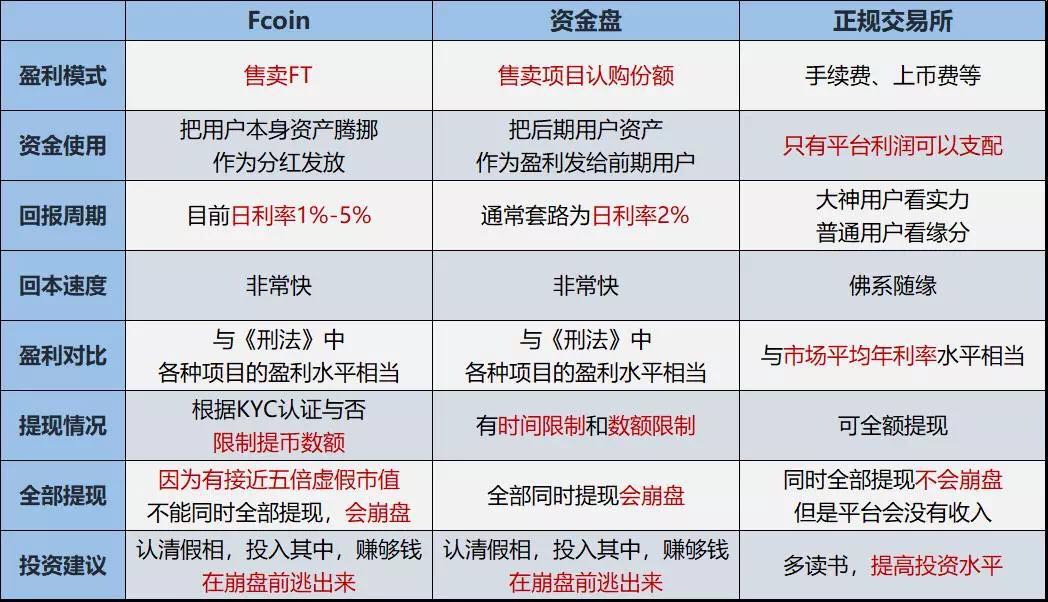 Fcoin 资金盘 正规交易所
盈利模式 售卖FT 售卖项目认购份额 手续费、上币费等
资金使用
把用户本身资产腾挪
作为分红发放
把后期用户资产
作为盈利发给前期用户
只有平台利润可以支配
回报周期 目前日利率1%-5% 通常套路为日利率2%
大神用户看实力
普通用户看缘分
回本速度 非常快 非常快 佛系随缘
盈利对比
与《刑法》中
各种项目的盈利水平相当
与《刑法》中
各种项目的盈利水平相当
与市场平均年利率水平相当
提现情况
根据KYC认证与否
限制提币数额
有时间限制和数额限制
可全额提现
全部提现
因为有接近五倍虚假市值
不能同时全部提现，会崩盘
全部同时提现会崩盘
同时全部提现不会崩盘
但是平台会没有收入
投资建议
认清假相，投入其中，赚够钱
在崩盘前逃出来
认清假相，投入其中，赚够钱
在崩盘前逃出来
多读书，提高投资水平